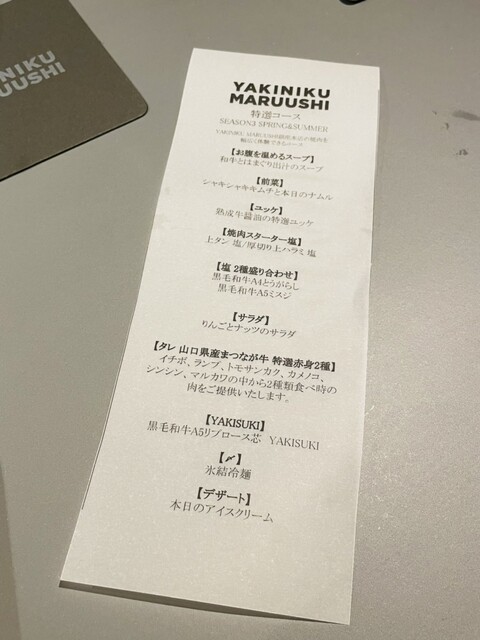 INIKU
RUUSHI
YAKINIKU
MARUUSHI
特選コース
SEASON3 SPRING&SUMMER
YAKINIKU MARUUSHI
コース
【お腹を温めるスープ】
和牛とはまぐり出汁のスープ
【前菜】
シャキシャキキムチと本日のナムル
【ユッケ】
熟成牛醤油の特選ユッケ
【焼肉スターター塩】
上タン 塩/厚切り上ハラミ 塩
【塩 2種盛り合わせ】
黒毛和牛A4とうがらし
黒毛和牛A5ミスジ
【サラダ】
りんごとナッツのサラダ
【タレ 山口県産まつなが牛 特選赤身2種】
イチボ、ランプ、トモサンカク、カメノコ、
シンシン、マルカワの中から2種類食べ時の
肉をご提供いたします。
【YAKISUKI】
黒毛和牛A5リブロース芯 YAKISUKI
【〆】
氷結冷麺
【デザート】
本日のアイスクリーム